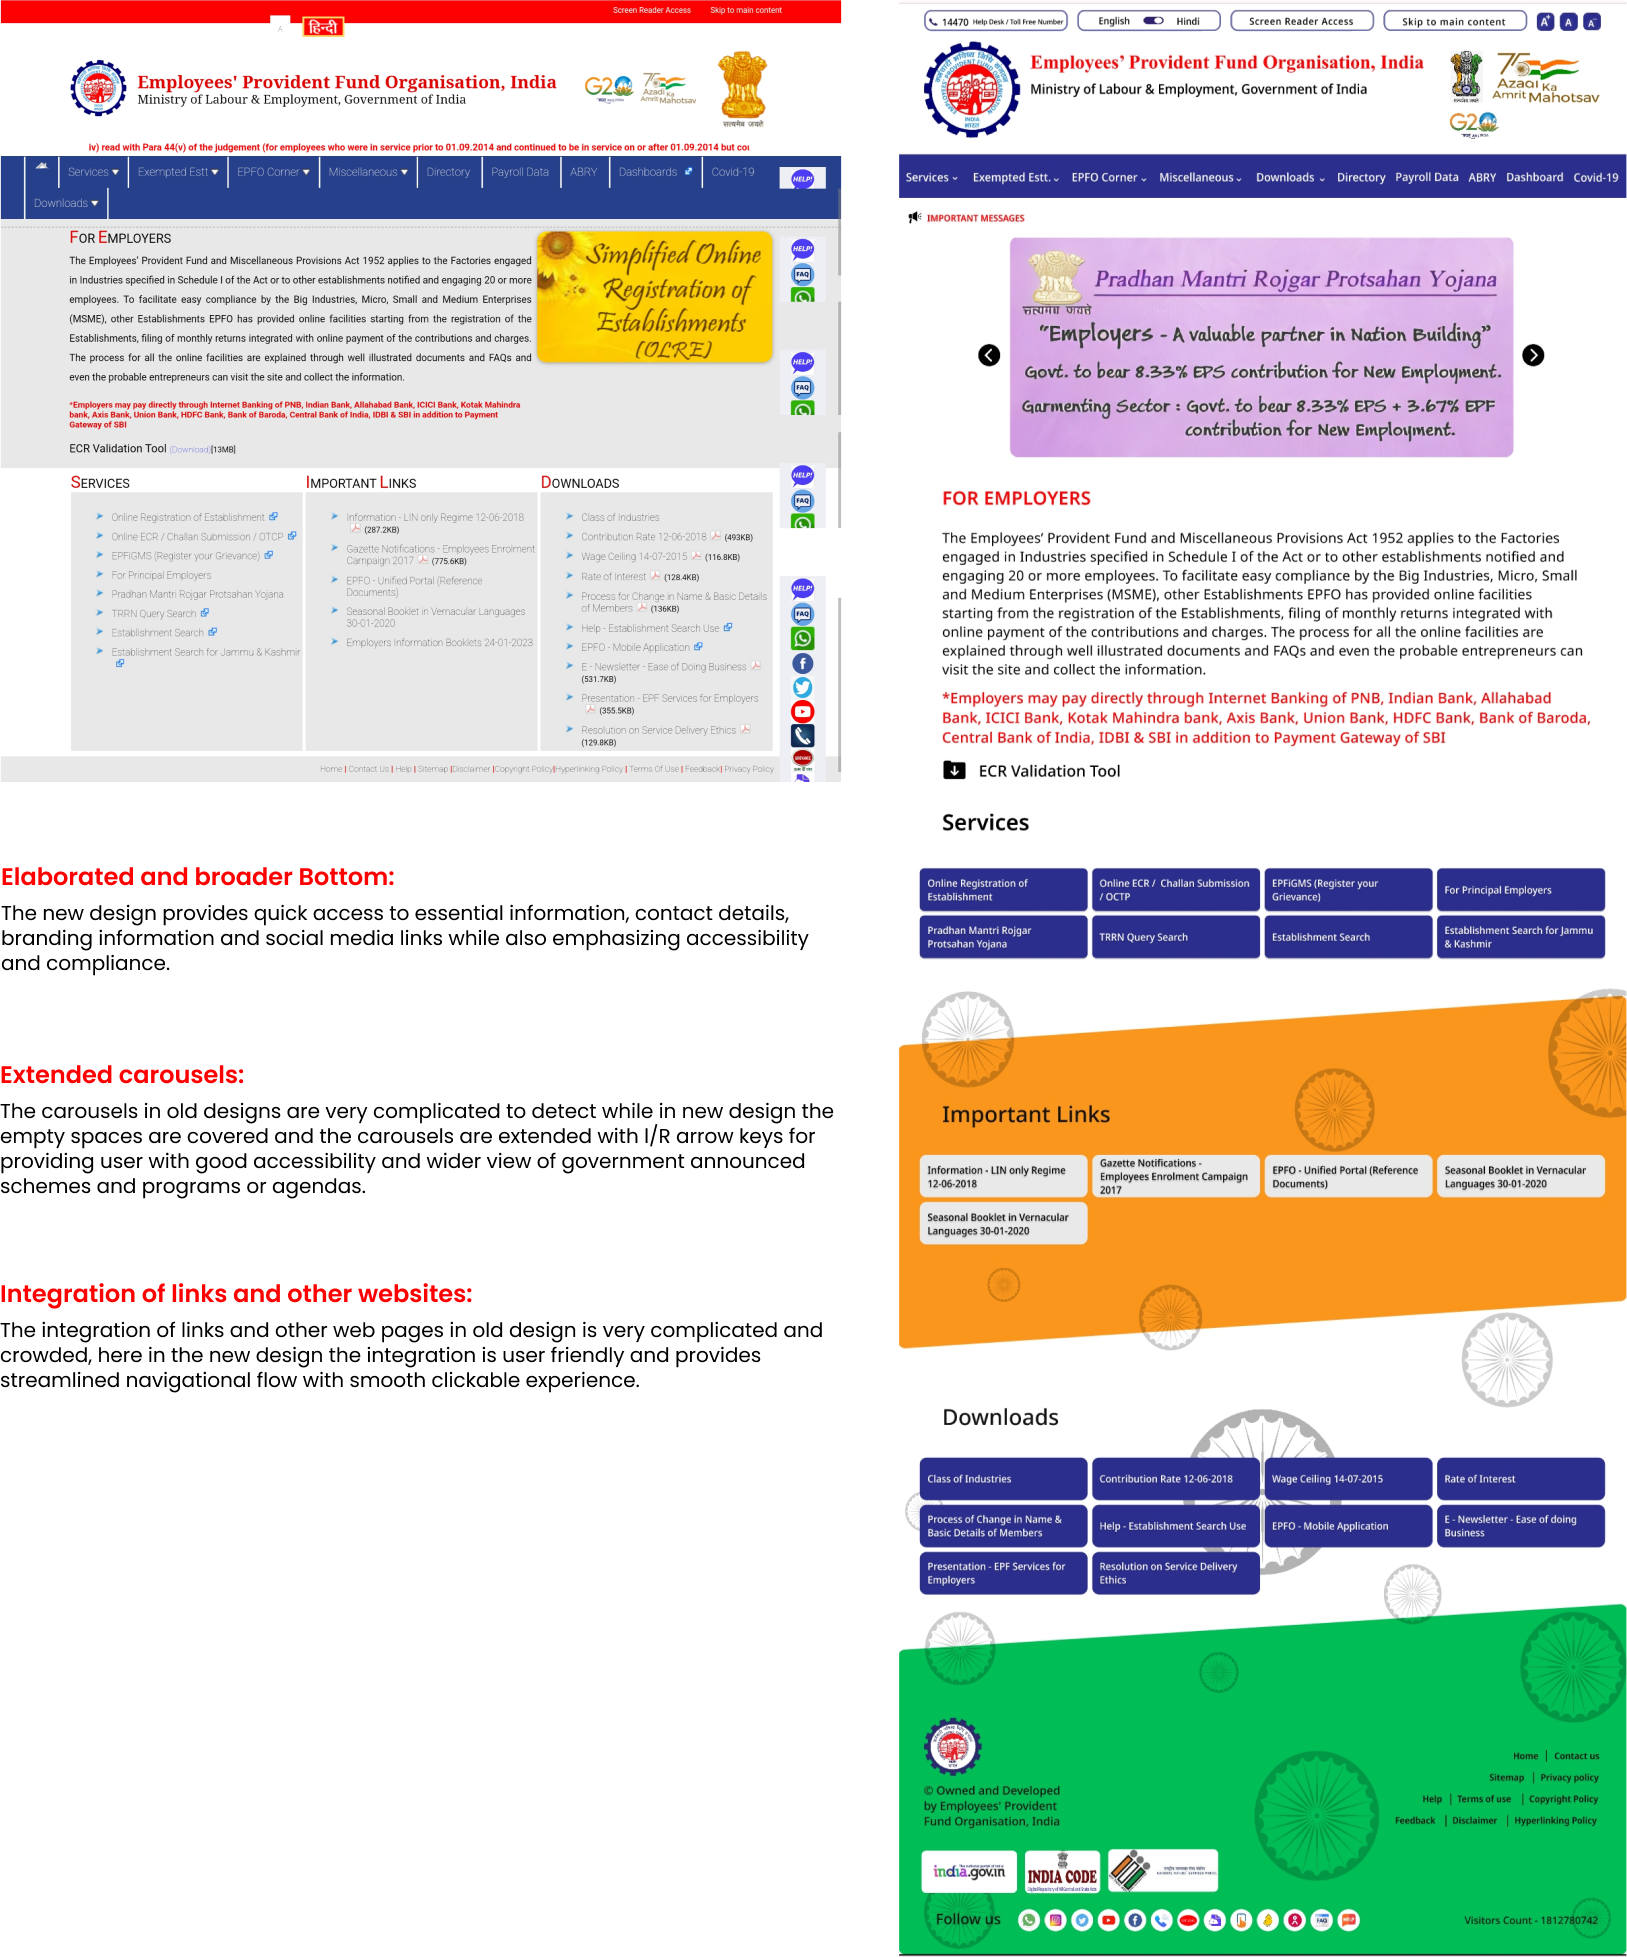 Screen Reader Access Skip to main content
A हिन्दी
Employees' Provident Fund Organisation, India
Ministry of Labour & Employment, Government of India
G20
75 Azadi Ka Amrit Mahotsav
सत्यमेव जयते
iv) read with Para 44(v) of the judgement (for employees who were in service prior to 01.09.2014 and continued to be in service on or after 01.09.2014 but
Services Exempted Estt EPFO Corner Miscellaneous Directory Payroll Data ABRY Dashboards Covid-19
Downloads
HELP!
FOR EMPLOYERS
The Employees' Provident Fund and Miscellaneous Provisions Act 1952 applies to the Factories engaged
in Industries specified in Schedule I of the Act or to other establishments notified and engaging 20 or more
employees. To facilitate easy compliance by the Big Industries, Micro, Small and Medium Enterprises
(MSME), other Establishments EPFO has provided online facilities starting from the registration of the
Establishments, filing of monthly returns integrated with online payment of the contributions and charges.
The process for all the online facilities are explained through well illustrated documents and FAQs and
even the probable entrepreneurs can visit the site and collect the information.
*Employers may pay directly through Internet Banking of PNB, Indian Bank, Allahabad Bank, ICICI Bank, Kotak Mahindra
bank, Axis Bank, Union Bank, HDFC Bank, Bank of Baroda, Central Bank of India, IDBI & SBI in addition to Payment
Gateway of SBI
ECR Validation Tool (Download)[13MB]
Simplified Online
Registration of
Establishments
(OLRE)
HELP!
FAQ
HELP!
FAQ
HELP!
FAQ
HELP!
FAQ
SERVICES
Online Registration of Establishment
Online ECR / Challan Submission / OTCP
EPFiGMS (Register your Grievance)
For Principal Employers
Pradhan Mantri Rojgar Protsahan Yojana
TRRN Query Search
Establishment Search
Establishment Search for Jammu & Kashmir
IMPORTANT LINKS
Information - LIN only Regime 12-06-2018
(287.2KB)
Gazette Notifications - Employees Enrolment
Campaign 2017 (775.6KB)
EPFO - Unified Portal (Reference
Documents)
Seasonal Booklet in Vernacular Languages
30-01-2020
Employers Information Booklets 24-01-2023
DOWNLOADS
Class of Industries
Contribution Rate 12-06-2018 (493KB)
Wage Ceiling 14-07-2015 (116.8KB)
Rate of Interest (128.4KB)
Process for Change in Name & Basic Details
of Members (136KB)
Help - Establishment Search Use
EPFO - Mobile Application
E - Newsletter - Ease of Doing Business
(531.7KB)
Presentation - EPF Services for Employers
(355.5KB)
Resolution on Service Delivery Ethics
(129.8KB)
Home | Contact Us | Help | Sitemap |Disclaimer |Copyright Policy|Hyperlinking Policy | Terms Of Use | Feedback| Privacy Policy
Elaborated and broader Bottom:
The new design provides quick access to essential information, contact details,
branding information and social media links while also emphasizing accessibility
and compliance.
Extended carousels:
The carousels in old designs are very complicated to detect while in new design the
empty spaces are covered and the carousels are extended with l/R arrow keys for
providing user with good accessibility and wider view of government announced
schemes and programs or agendas.
Integration of links and other websites:
The integration of links and other web pages in old design is very complicated and
crowded, here in the new design the integration is user friendly and provides
streamlined navigational flow with smooth clickable experience.
14470 Help Desk / Toll Free Number English Hindi Screen Reader Access Skip to main content A+ A A-
Employees' Provident Fund Organisation, India
Ministry of Labour & Employment, Government of India
75 Azadi Ka Amrit Mahotsav
G20
Services Exempted Estt. EPFO Corner Miscellaneous Downloads Directory Payroll Data ABRY Dashboard Covid-19
IMPORTANT MESSAGES
Pradhan Mantri Rojgar Protsahan Yojana
सत्यमेव जयते
"Employers - A valuable partner in Nation Building"
Govt. to bear 8.33% EPS contribution for New Employment.
Garmenting Sector : Govt. to bear 8.33% EPS + 3.67% EPF
contribution for New Employment.
FOR EMPLOYERS
The Employees' Provident Fund and Miscellaneous Provisions Act 1952 applies to the Factories
engaged in Industries specified in Schedule I of the Act or to other establishments notified and
engaging 20 or more employees. To facilitate easy compliance by the Big Industries, Micro, Small
and Medium Enterprises (MSME), other Establishments EPFO has provided online facilities
starting from the registration of the Establishments, filing of monthly returns integrated with
online payment of the contributions and charges. The process for all the online facilities are
explained through well illustrated documents and FAQs and even the probable entrepreneurs can
visit the site and collect the information.
*Employers may pay directly through Internet Banking of PNB, Indian Bank, Allahabad
Bank, ICICI Bank, Kotak Mahindra bank, Axis Bank, Union Bank, HDFC Bank, Bank of Baroda,
Central Bank of India, IDBI & SBI in addition to Payment Gateway of SBI
ECR Validation Tool
Services
Online Registration of
Establishment
Online ECR / Challan Submission
/ OCTP
EPFiGMS (Register your
Grievance)
For Principal Employers
Pradhan Mantri Rojgar
Protsahan Yojana
TRRN Query Search
Establishment Search
Establishment Search for Jammu
& Kashmir
Important Links
Information - LIN only Regime
12-06-2018
Gazette Notifications -
Employees Enrolment Campaign
2017
EPFO - Unified Portal (Reference
Documents)
Seasonal Booklet in Vernacular
Languages 30-01-2020
Seasonal Booklet in Vernacular
Languages 30-01-2020
Downloads
Class of Industries
Contribution Rate 12-06-2018
Wage Ceiling 14-07-2015
Rate of Interest
Process of Change in Name &
Basic Details of Members
Help - Establishment Search Use
EPFO - Mobile Application
E - Newsletter - Ease of doing
Business
Presentation - EPF Services for
Employers
Resolution on Service Delivery
Ethics
© Owned and Developed
by Employees' Provident
Fund Organisation, India
Home | Contact us
Sitemap | Privacy policy
Help | Terms of use | Copyright Policy
Feedback | Disclaimer | Hyperlinking Policy
india.gov.in
INDIA CODE
Follow us
FAQ
Visitors Count - 1812780742